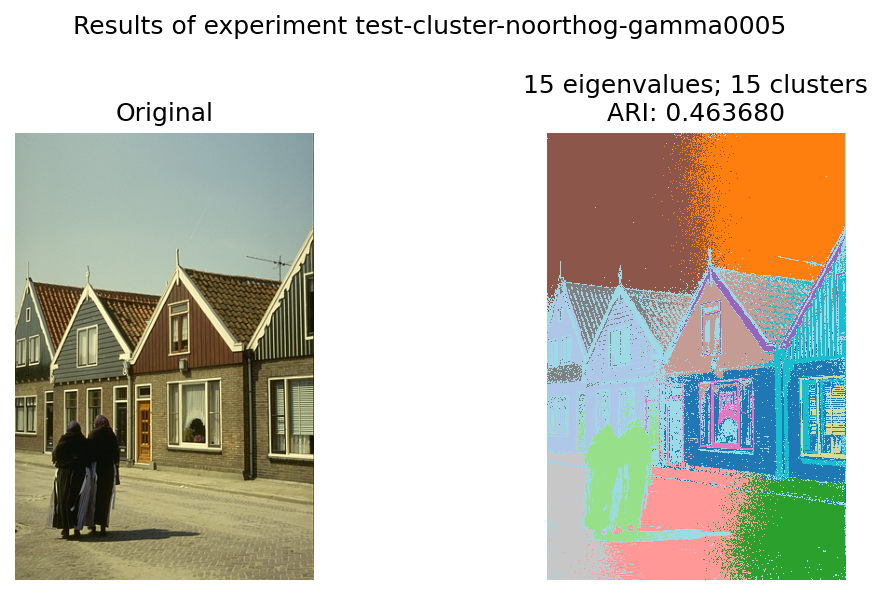 Results of experiment test-cluster-noorthog-gamma0005
Original
15 eigenvalues; 15 clusters
ARI: 0.463680